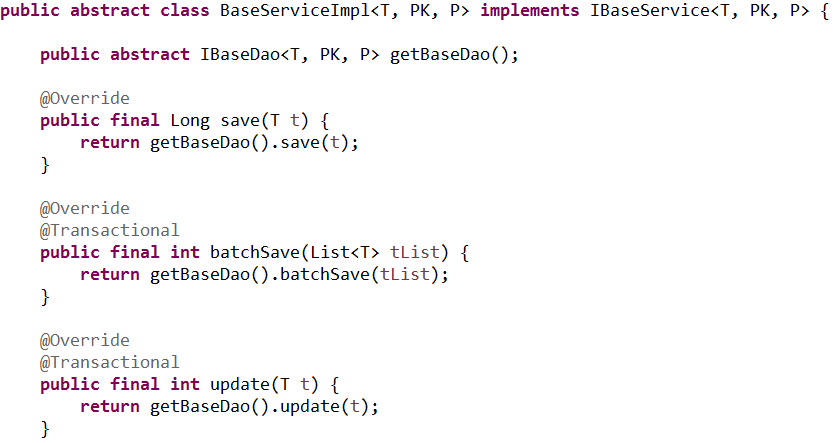 public abstract class BaseServiceImpl<T, PK, P> implements IBaseService<T, PK, P> {
public abstract IBaseDao<T, PK, P> getBaseDao();
@Override
public final Long save(T t) {
return getBaseDao().save(t);
}
@Override
@Transactional
public final int batchSave(List<T> tList) {
return getBaseDao().batchSave(tList);
}
@Override
@Transactional
public final int update(T t) {
return getBaseDao().update(t);
}